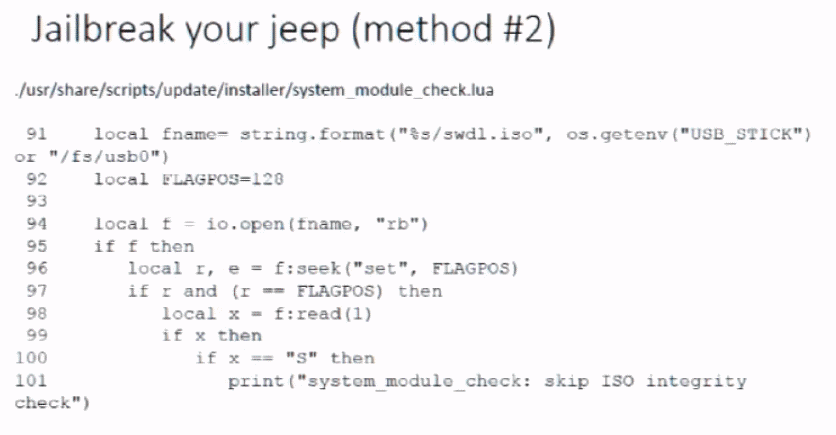 Jailbreak your jeep (method #2)
./usr/share/scripts/update/installer/system_module_check.lua
91 local fname= string.format("%s/swdl.iso", os.getenv("USB_STICK")
or "/fs/usb0")
92 local FLAGPOS=128
93
94 local f = io.open(fname, "rb")
95 if f then
96 local r, e = f:seek("set", FLAGPOS)
97 if r and (r == FLAGPOS) then
98 local x = f:read(1)
99 if x then
100 if x == "S" then
101 print("system_module_check: skip ISO integrity
check")